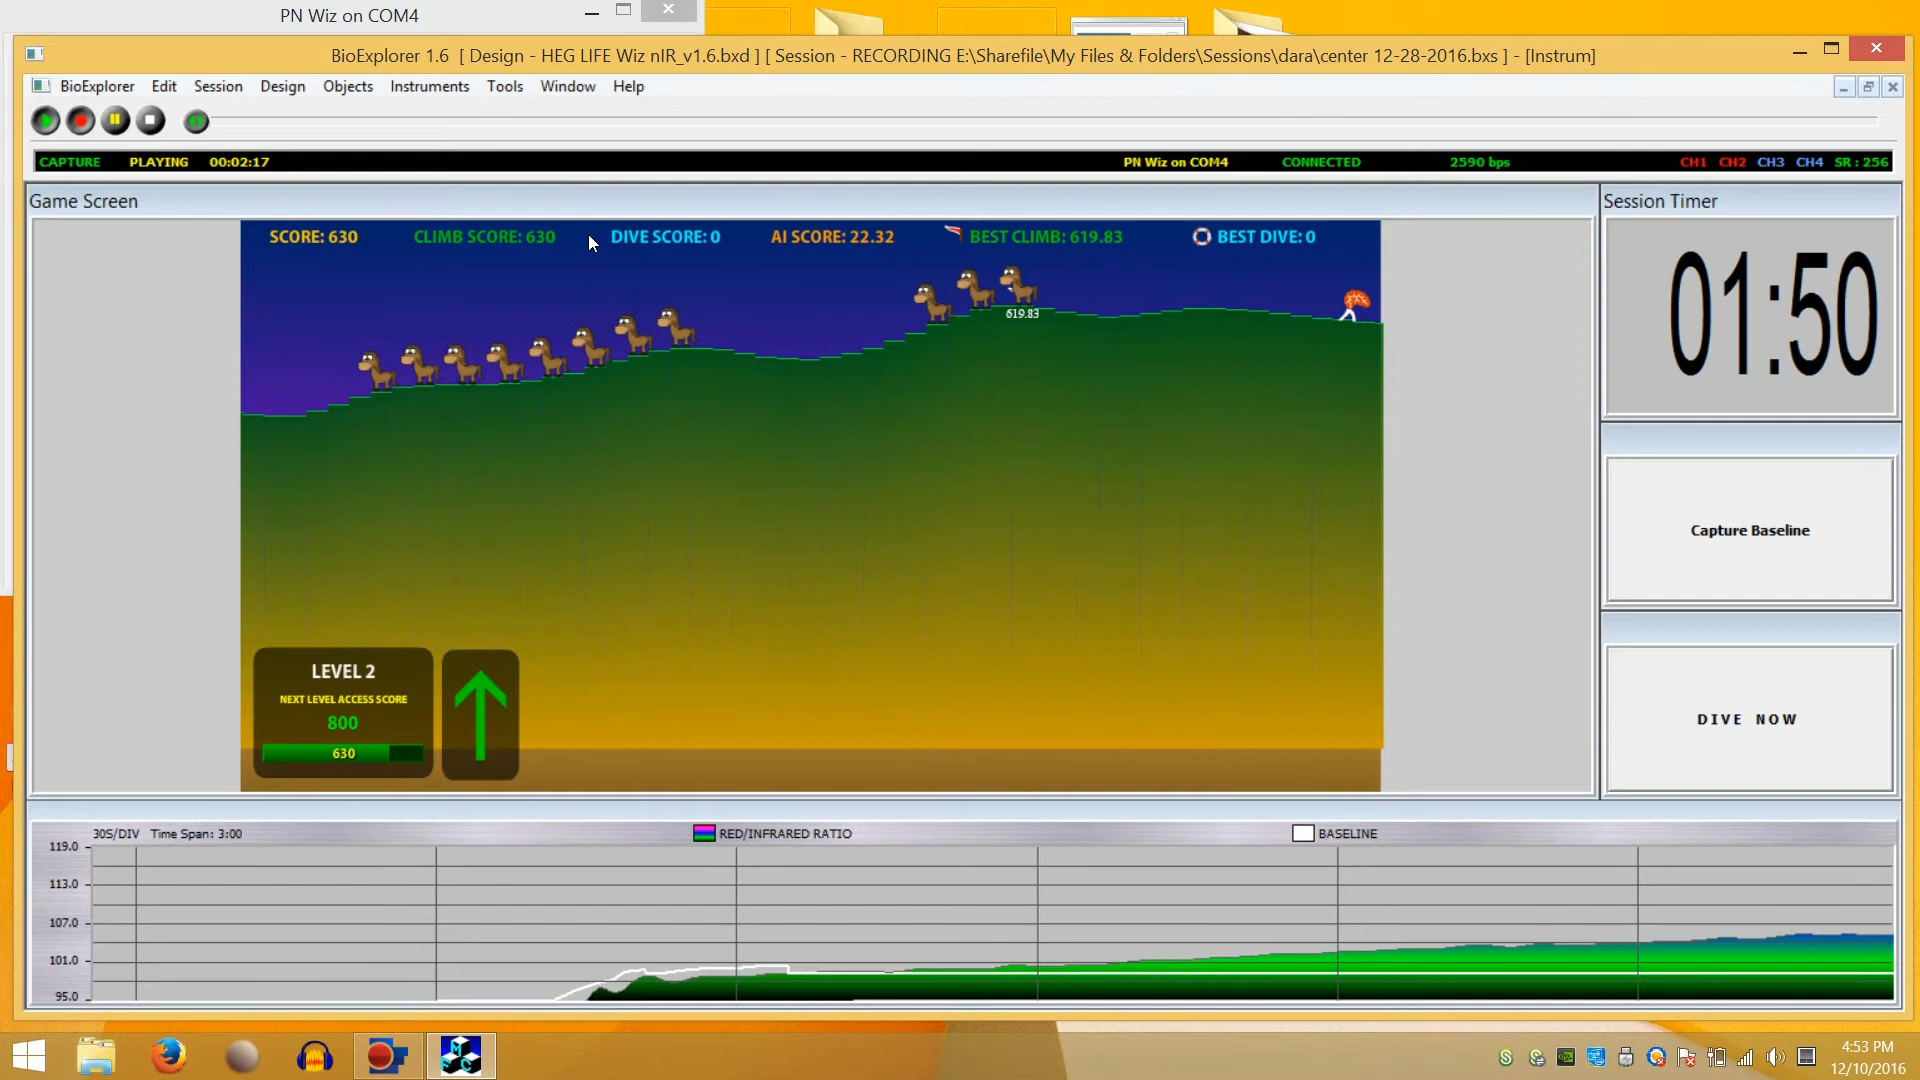 PN Wiz on COM4
BioExplorer 1.6 [ Design - HEG LIFE Wiz nIR_v1.6.bxd ] [ Session - RECORDING E:\Sharefile\My Files & Folders\Sessions\dara\center 12-28-2016.bxs ] - [Instrum]
BioExplorer Edit Session Design Objects Instruments Tools Window Help
CAPTURE PLAYING 00:02:17 PN Wiz on COM4 CONNECTED 2590 bps CH1 CH2 CH3 CH4 SR : 256
Game Screen
Session Timer
SCORE: 630 CLIMB SCORE: 630 DIVE SCORE: 0 AI SCORE: 22.32 BEST CLIMB: 619.83 BEST DIVE: 0
01:50
619.83
Capture Baseline
LEVEL 2
NEXT LEVEL ACCESS SCORE
800
630
DIVE NOW
30S/DIV Time Span: 3:00 RED/INFRARED RATIO BASELINE
119.0
113.0
107.0
101.0
95.0
4:53 PM
12/10/2016